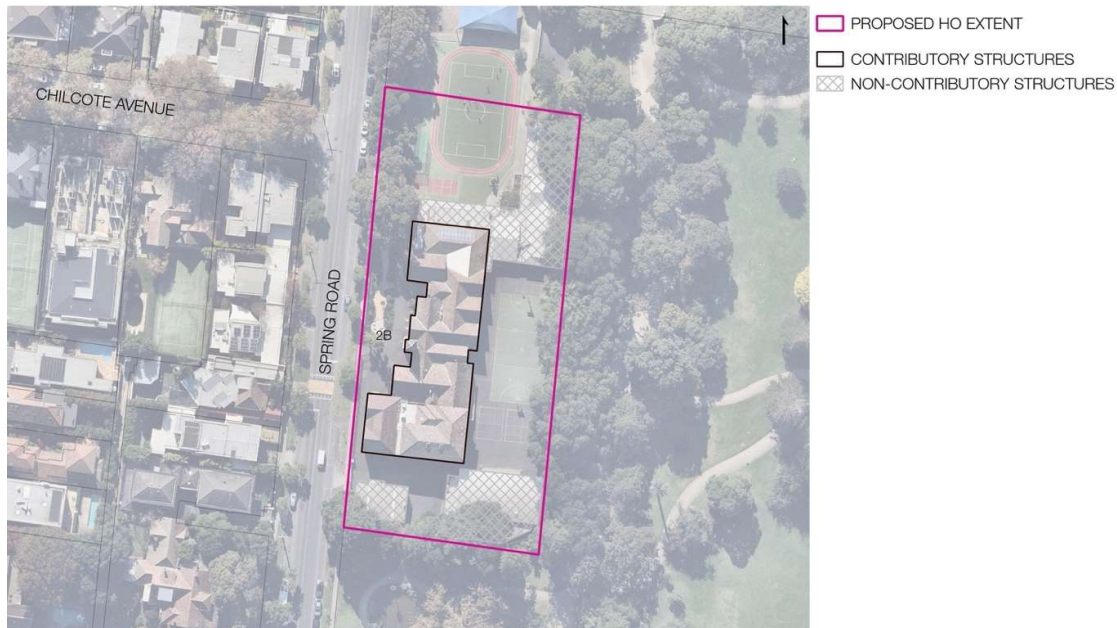 PROPOSED HO EXTENT
CONTRIBUTORY STRUCTURES
NON-CONTRIBUTORY STRUCTURES
CHILCOTE AVENUE
SPRING ROAD
2B